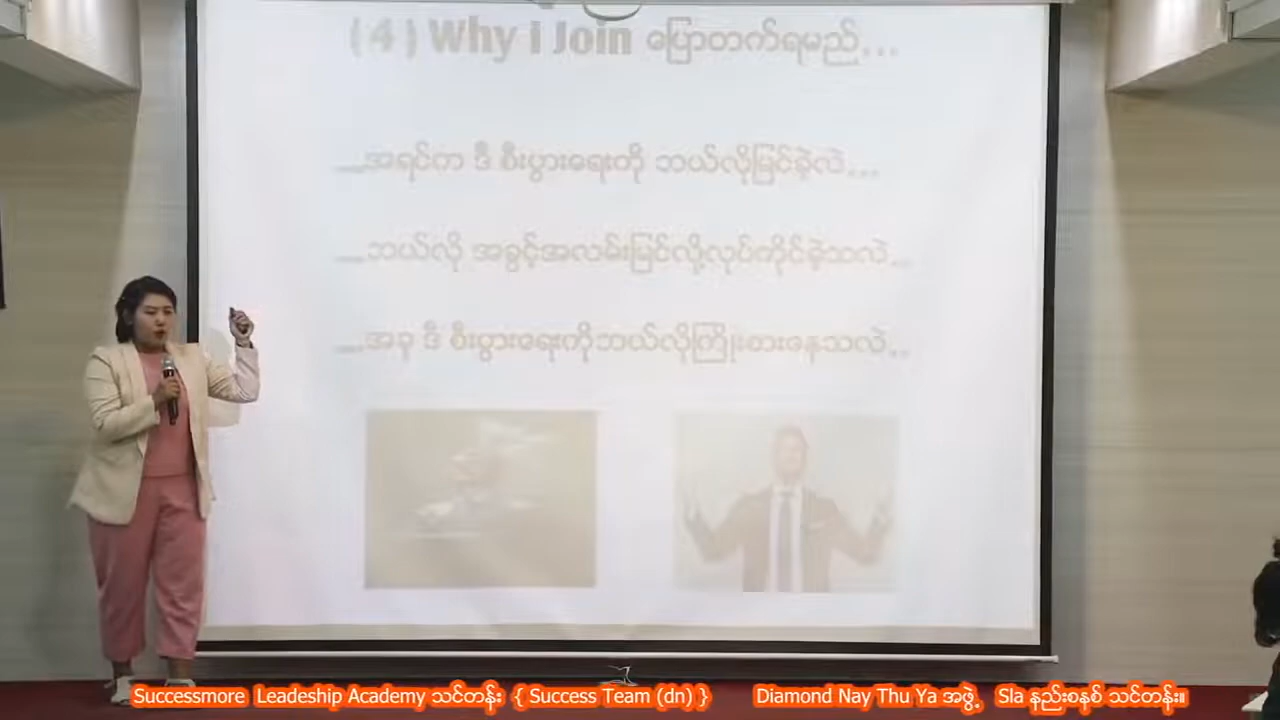 (4) Why i Join ပြောတက်ရမည်...
...အရင်က ဒီ စီးပွားရေးကို ဘယ်လိုမြင်ခဲ့လဲ...
...ဘယ်လို အခွင့်အလမ်းမြင်လို့လုပ်ကိုင်ခဲ့သလဲ...
...အခု ဒီ စီးပွားရေးကိုဘယ်လိုကြိုးစားနေသလဲ...
Successmore Leadeship Academy သင်တန်း { Success Team (dn) } Diamond Nay Thu Ya အဖွဲ့ Sla နည်းစနစ် သင်တန်း။